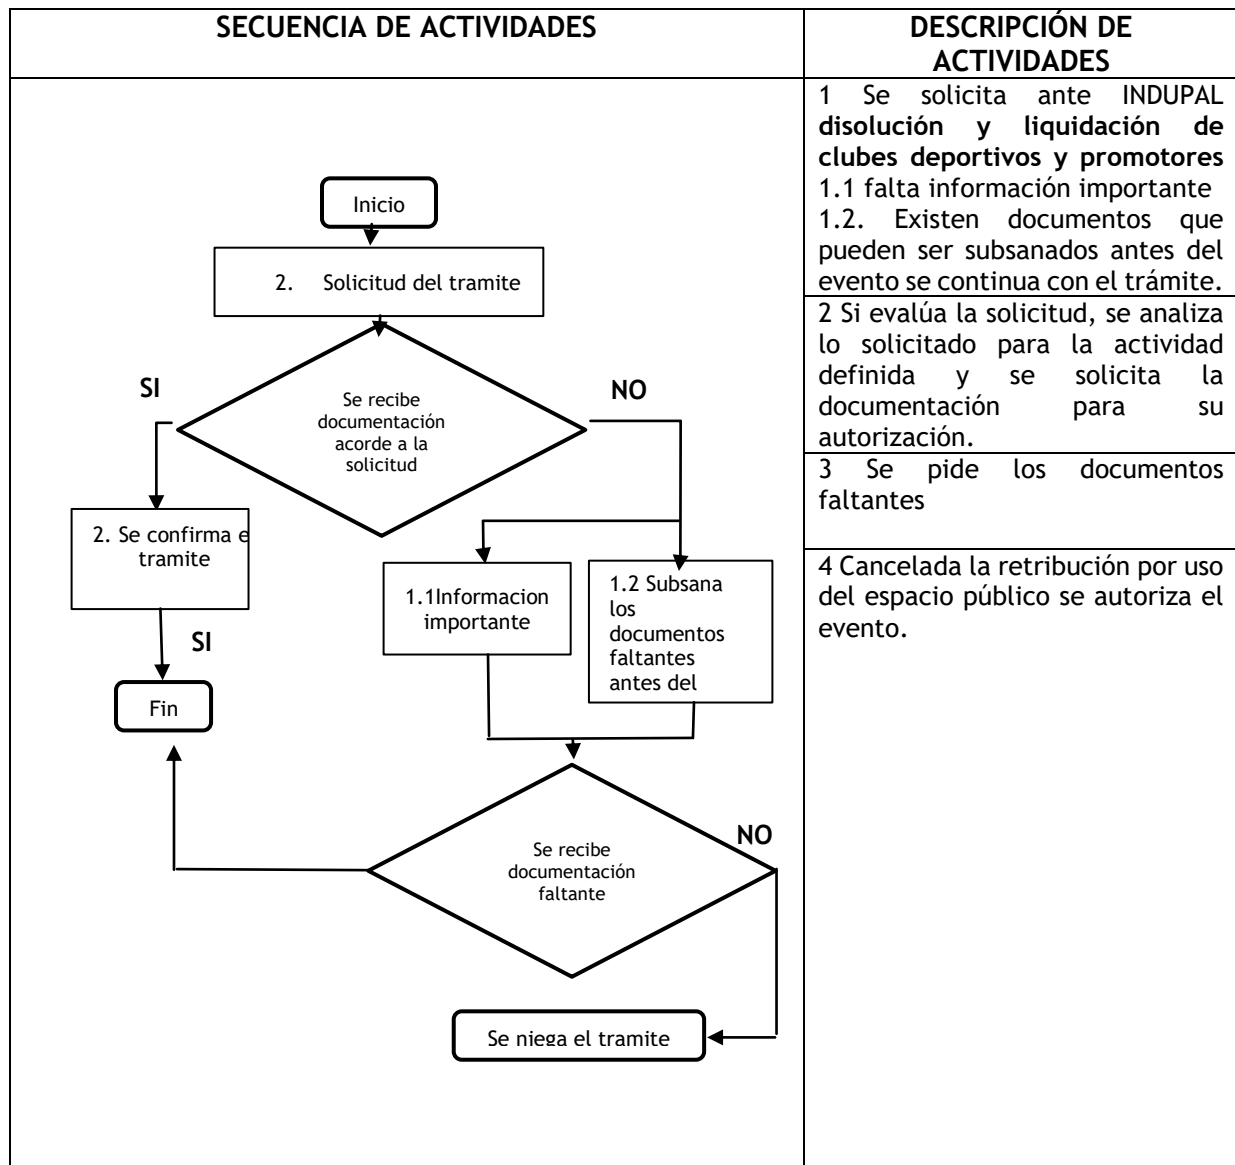 SECUENCIA DE ACTIVIDADES
DESCRIPCIÓN DE
ACTIVIDADES
Inicio
2. Solicitud del tramite
SI
NO
Se recibe
documentación
acorde a la
solicitud
2. Se confirma e
tramite
SI
Fin
1.1Informacion
importante
1.2 Subsana
los
documentos
faltantes
antes del
Se recibe
documentación
faltante
NO
Se niega el tramite
1 Se solicita ante INDUPAL
disolución y liquidación de
clubes deportivos y promotores
1.1 falta información importante
1.2. Existen documentos que
pueden ser subsanados antes del
evento se continua con el trámite.
2 Si evalúa la solicitud, se analiza
lo solicitado para la actividad
definida y se solicita la
documentación para su
autorización.
3 Se pide los documentos
faltantes
4 Cancelada la retribución por uso
del espacio público se autoriza el
evento.